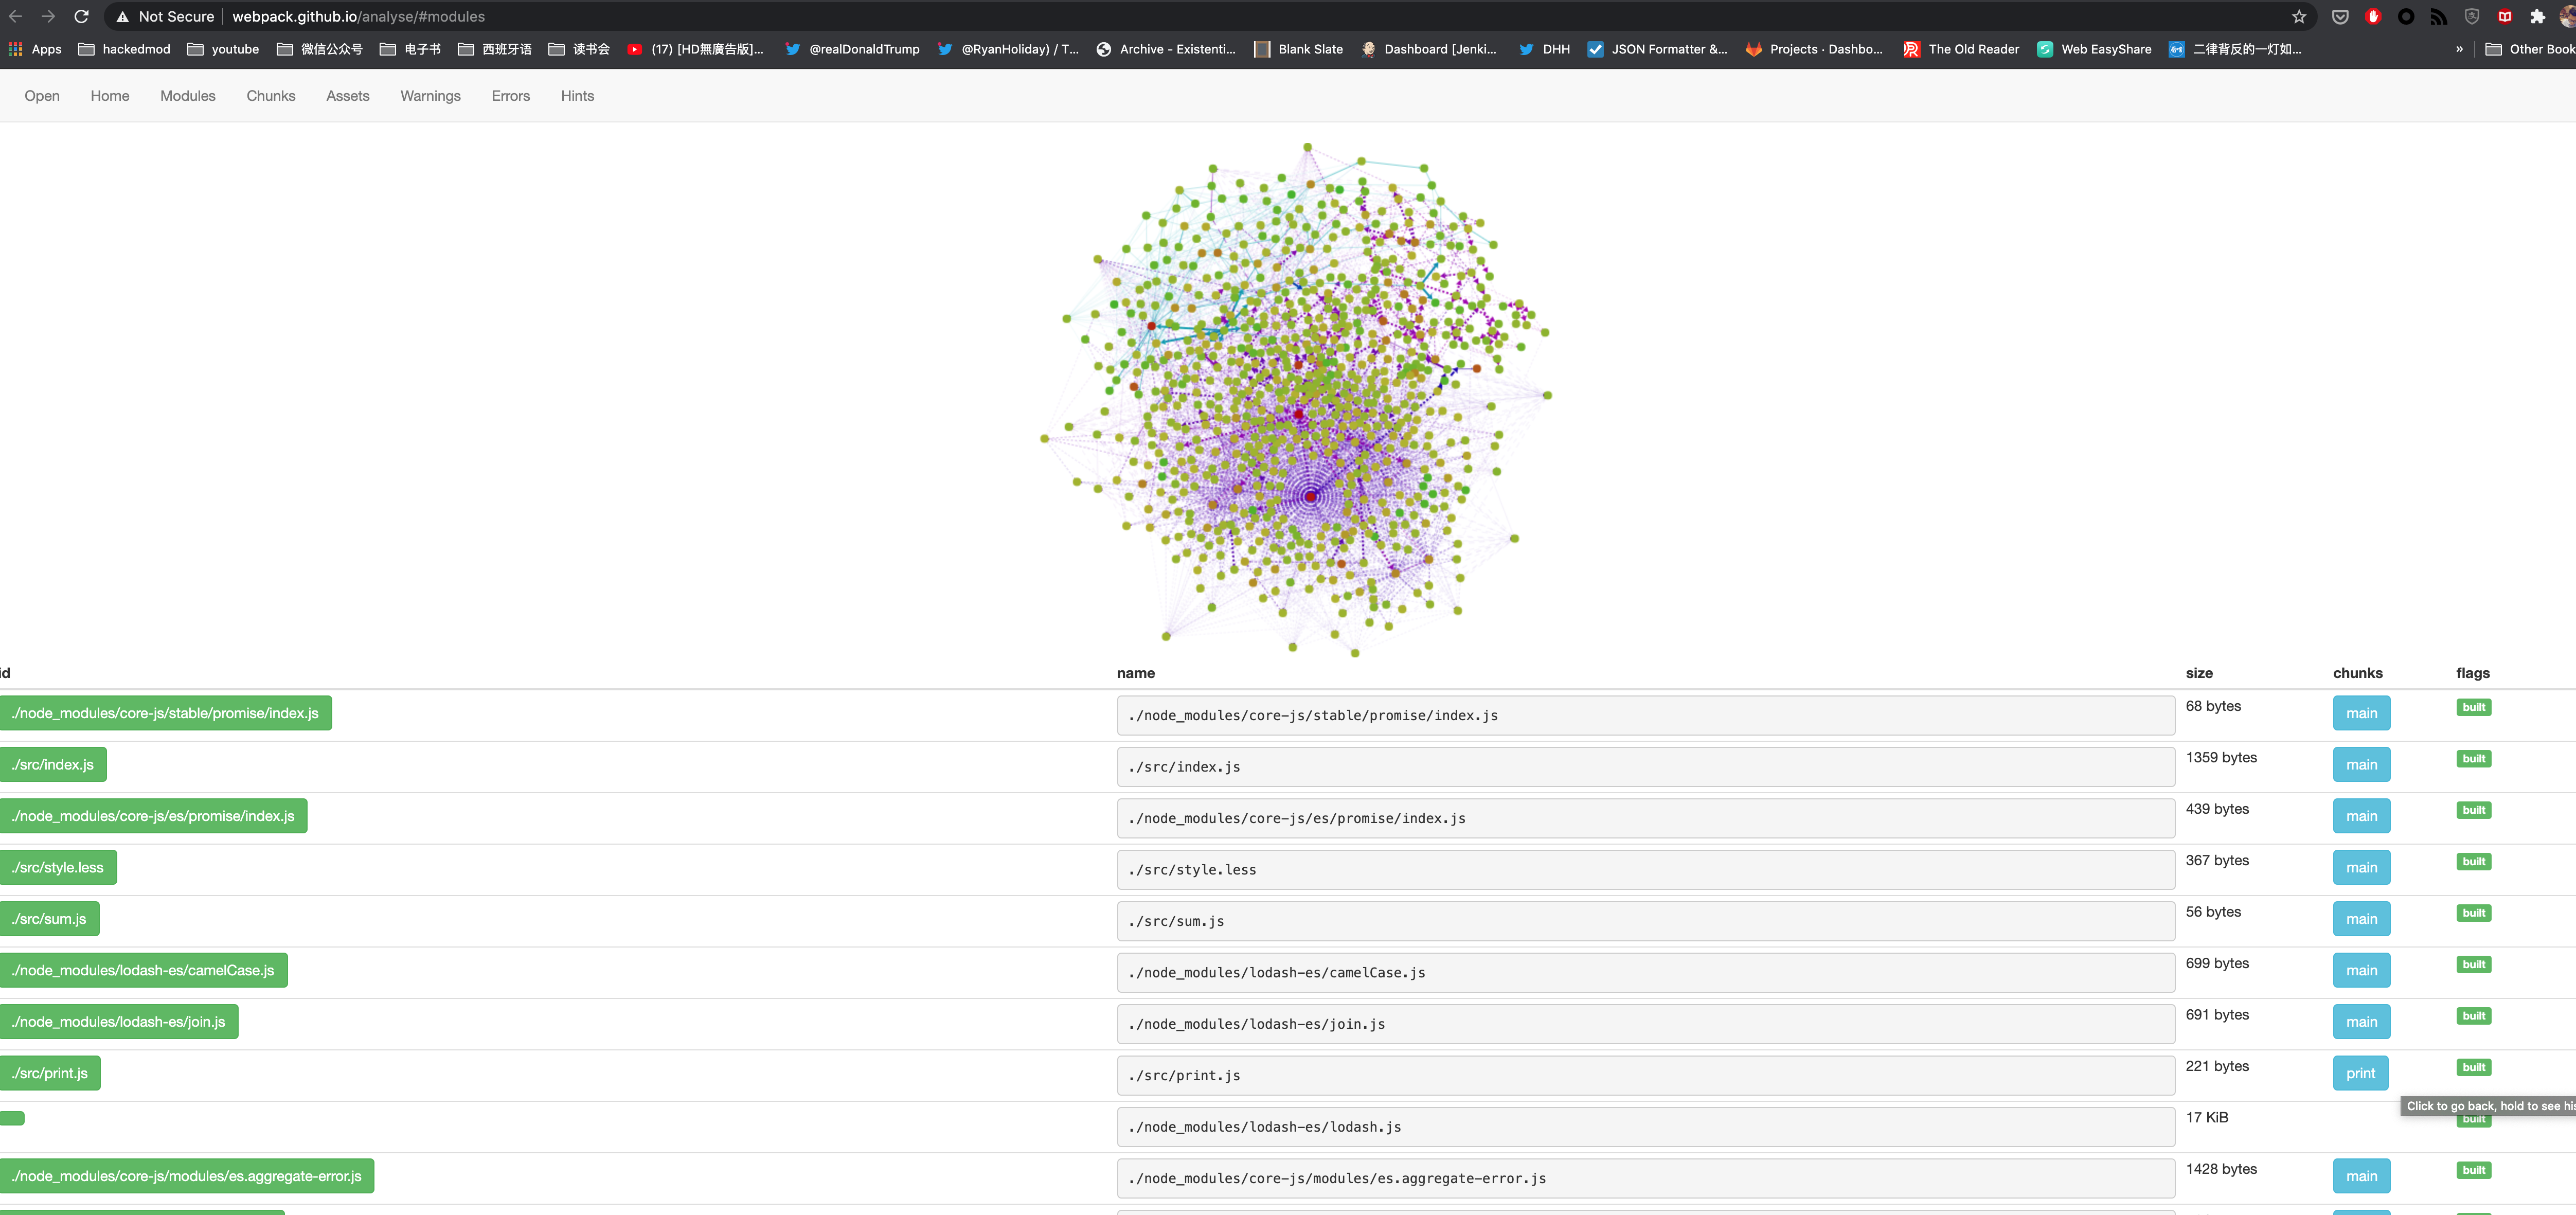 Not Secure webpack.github.io/analyse/#modules
Apps hackedmod youtube 微信公众号 电子书 西班牙语 读书会 (17) [HD無廣告版]... @realDonaldTrump @RyanHoliday) / T... Archive - Existenti... Blank Slate Dashboard [Jenki... DHH JSON Formatter &... Projects · Dashbo... The Old Reader Web EasyShare 二律背反的一灯如... » Other Book
Open Home Modules Chunks Assets Warnings Errors Hints
id name size chunks flags
./node_modules/core-js/stable/promise/index.js ./node_modules/core-js/stable/promise/index.js 68 bytes main built
./src/index.js ./src/index.js 1359 bytes main built
./node_modules/core-js/es/promise/index.js ./node_modules/core-js/es/promise/index.js 439 bytes main built
./src/style.less ./src/style.less 367 bytes main built
./src/sum.js ./src/sum.js 56 bytes main built
./node_modules/lodash-es/camelCase.js ./node_modules/lodash-es/camelCase.js 699 bytes main built
./node_modules/lodash-es/join.js ./node_modules/lodash-es/join.js 691 bytes main built
./src/print.js ./src/print.js 221 bytes print built
Click to go back, hold to see his
./node_modules/lodash-es/lodash.js 17 KiB built
./node_modules/core-js/modules/es.aggregate-error.js ./node_modules/core-js/modules/es.aggregate-error.js 1428 bytes main built